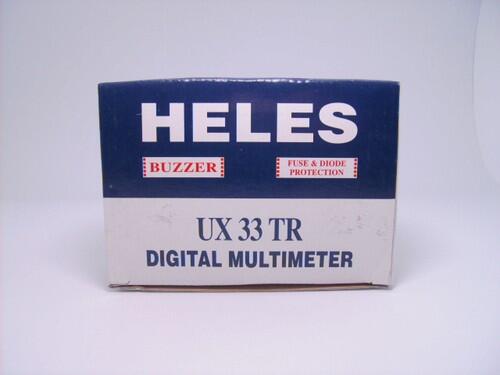 HELES
BUZZER
FUSE & DIODE
PROTECTION
UX 33 TR
DIGITAL MULTIMETER